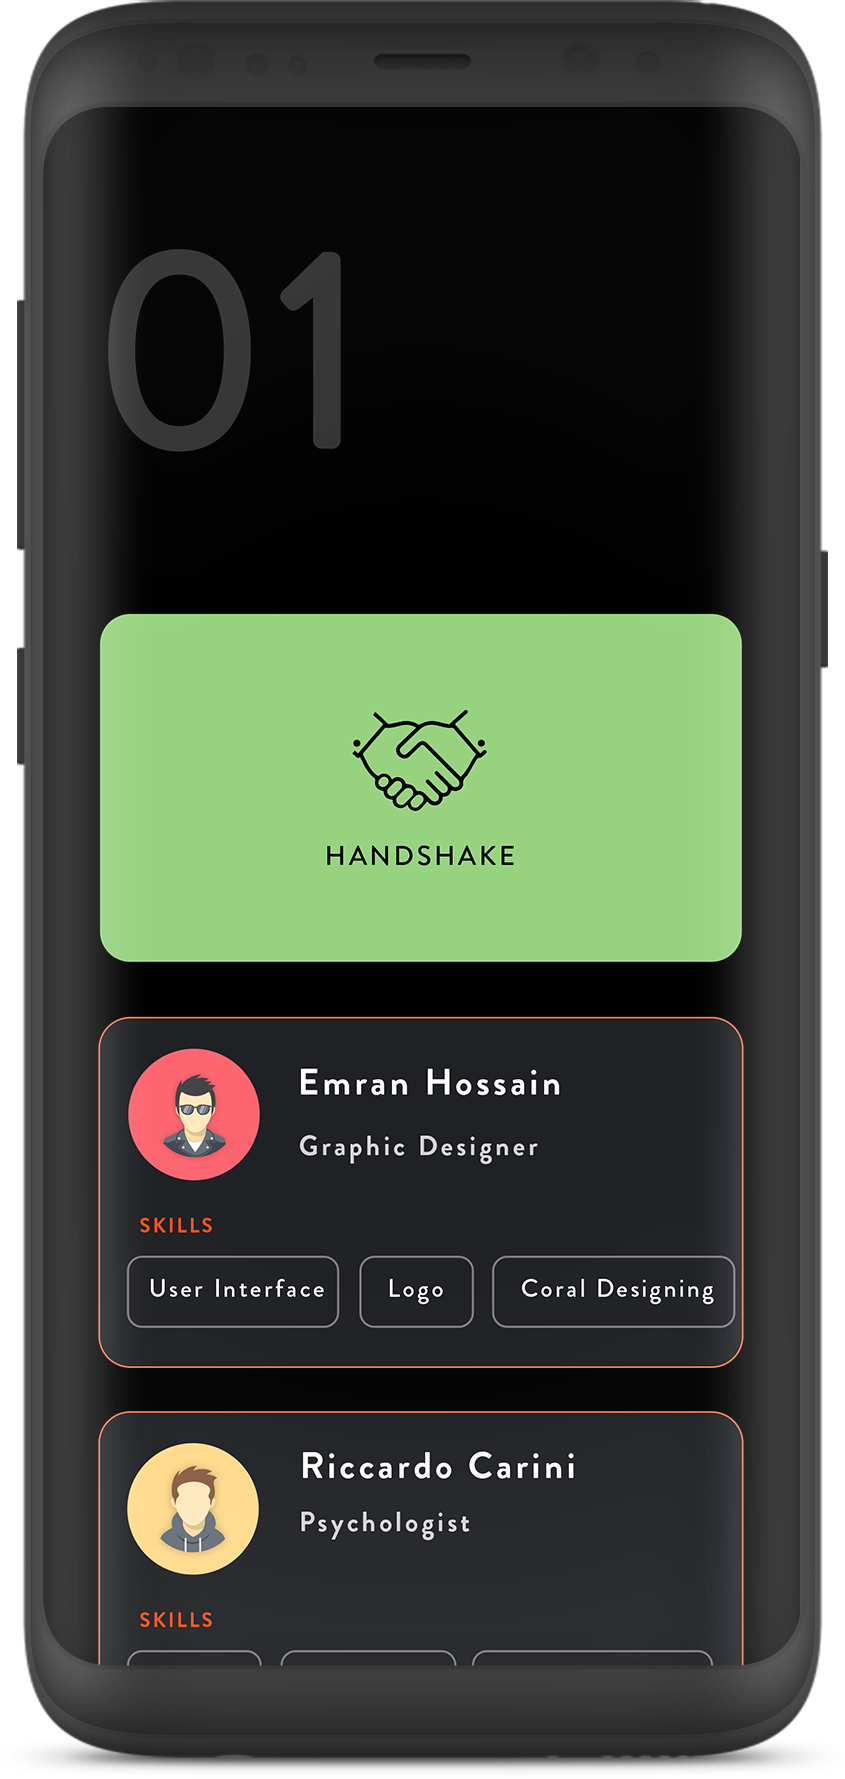 01
HANDSHAKE
Emran Hossain
Graphic Designer
SKILLS
User Interface
Logo
Coral Designing
Riccardo Carini
Psychologist
SKILLS